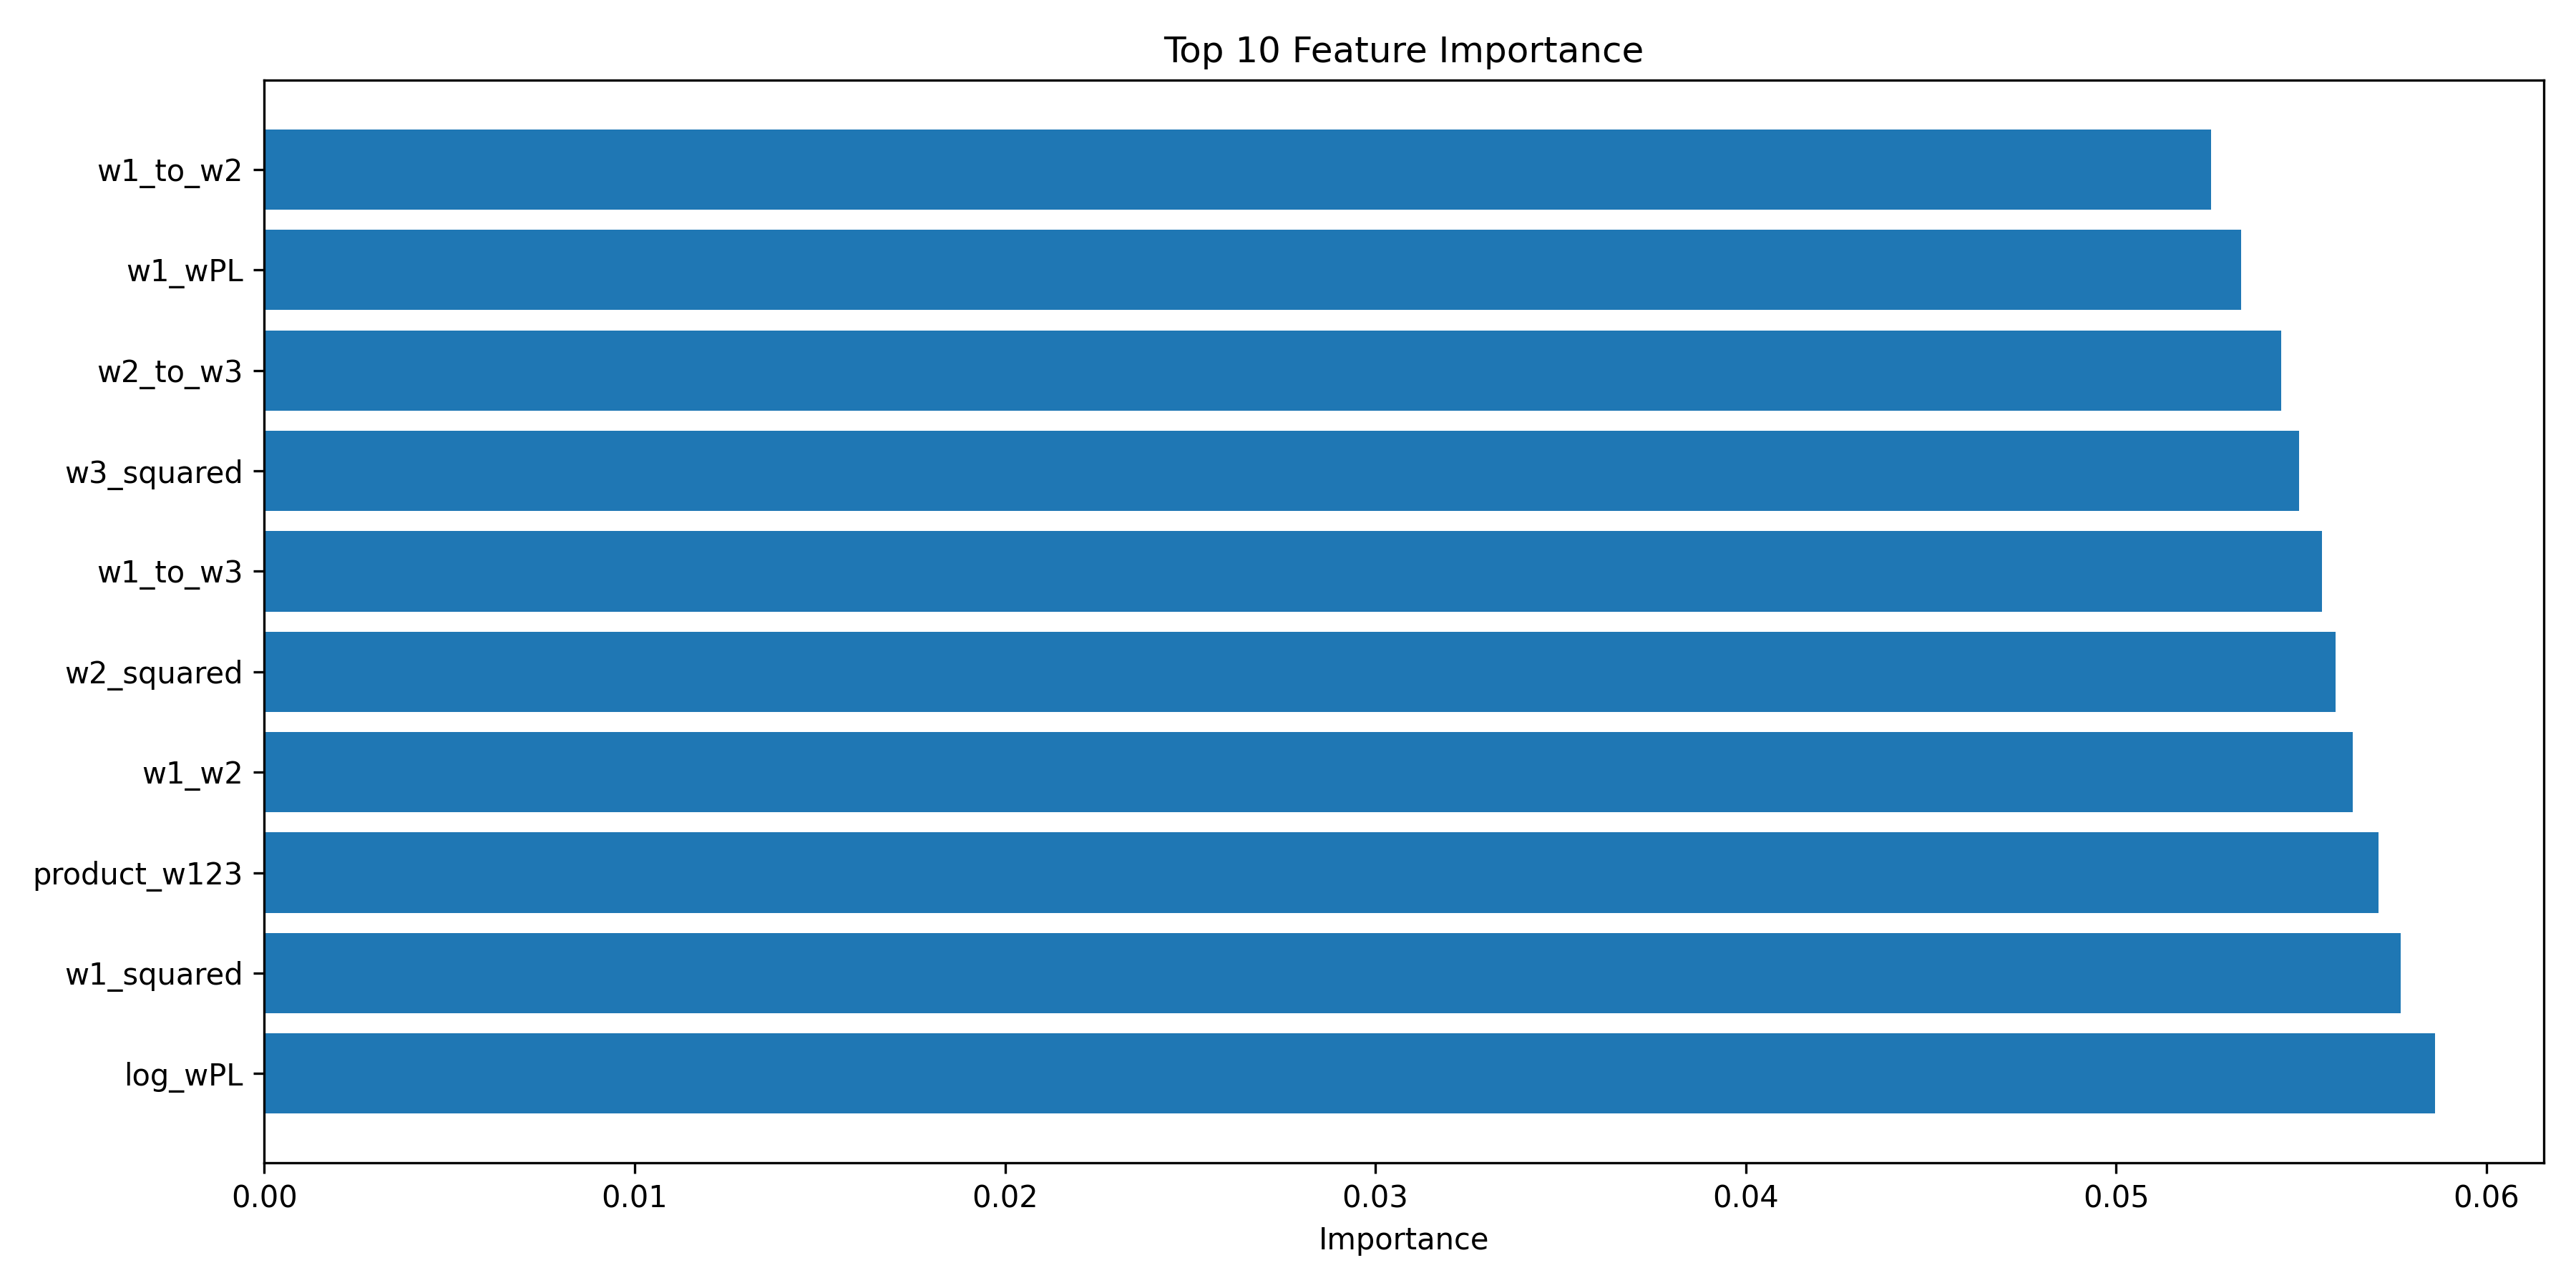 Top 10 Feature Importance
w1_to_w2
w1_wPL
w2_to_w3
w3_squared
w1_to_w3
w2_squared
w1_w2
product_w123
w1_squared
log_wPL
0.00 0.01 0.02 0.03 0.04 0.05 0.06
Importance